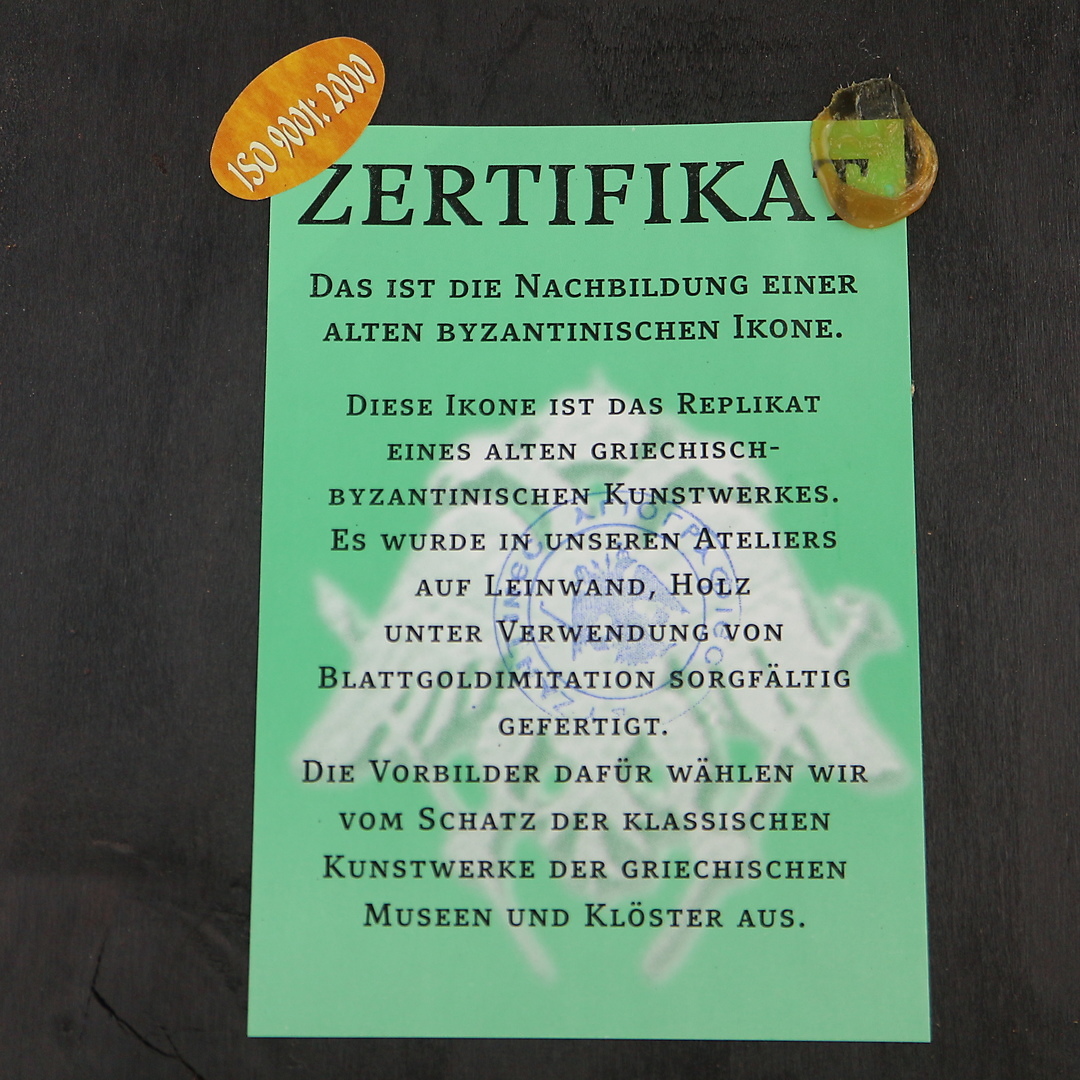 ISO 9001: 2000
ZERTIFIKAT
DAS IST DIE NACHBILDUNG EINER
ALTEN BYZANTINISCHEN IKONE.
DIESE IKONE IST DAS REPLIKAT
EINES ALTEN GRIECHISCH-
BYZANTINISCHEN KUNSTWERKES.
ES WURDE IN UNSEREN ATELIERS
AUF LEINWAND, HOLZ
UNTER VERWENDUNG VON
BLATTGOLDIMITATION SORGFÄLTIG
GEFERTIGT.
DIE VORBILDER DAFÜR WÄHLEN WIR
VOM SCHATZ DER KLASSISCHEN
KUNSTWERKE DER GRIECHISCHEN
MUSEEN UND KLÖSTER AUS.